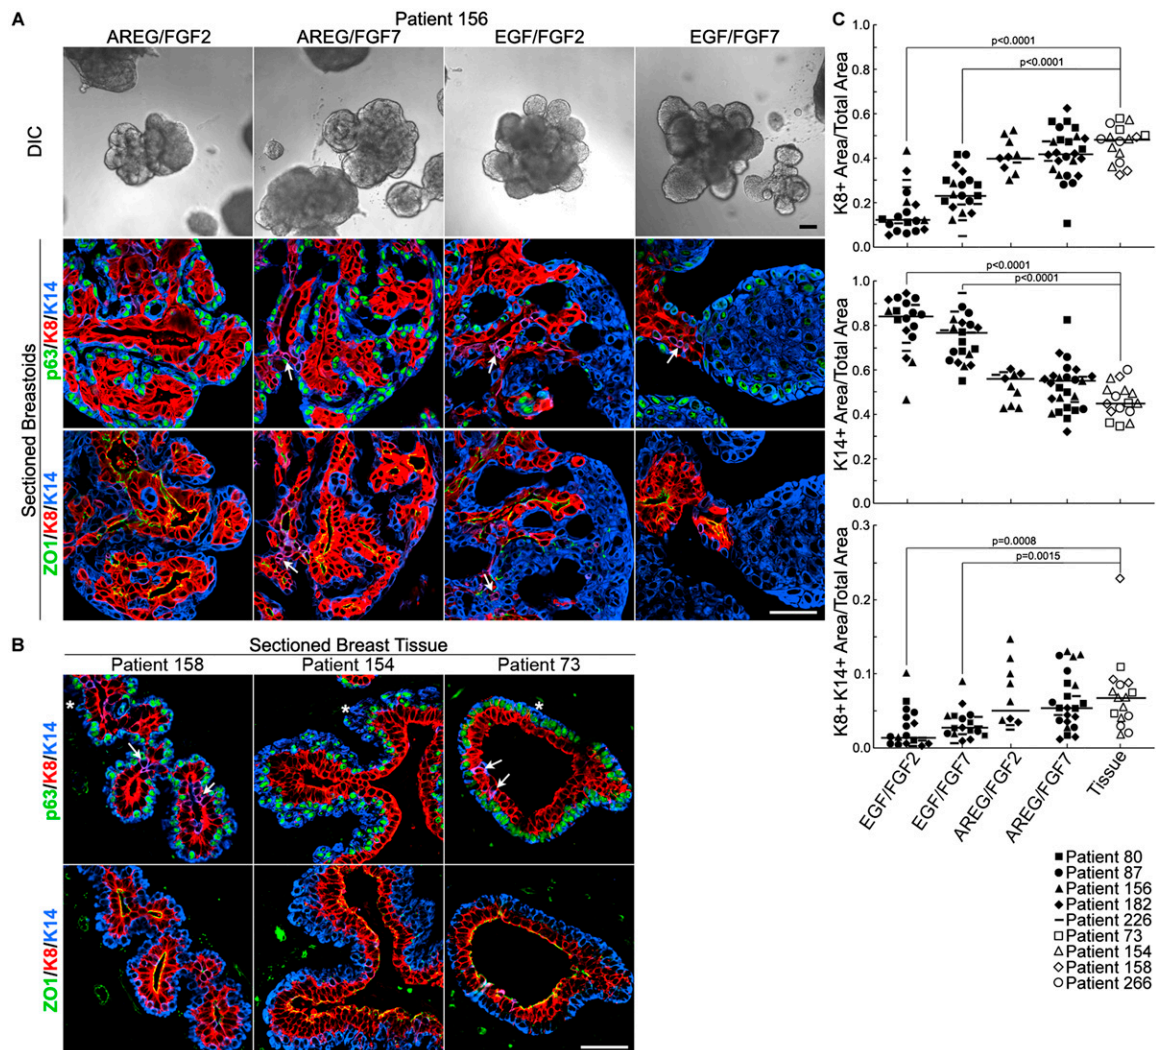 A
Patient 156
AREG/FGF2 AREG/FGF7 EGF/FGF2 EGF/FGF7
DIC
Sectioned Breastoids
p63/K8/K14
ZO1/K8/K14
B
Sectioned Breast Tissue
Patient 158 Patient 154 Patient 73
*
*
*
p63/K8/K14
ZO1/K8/K14
C
K8+ Area/Total Area
1.0
0.8
0.6
0.4
0.2
0.0
p<0.0001
p<0.0001
K14+ Area/Total Area
1.0
0.8
0.6
0.4
0.2
0.0
p<0.0001
p<0.0001
K8+K14+ Area/Total Area
0.3
0.2
0.1
0.0
p=0.0008
p=0.0015
EGF/FGF2
EGF/FGF7
AREG/FGF2
AREG/FGF7
Tissue
Patient 80
Patient 87
Patient 156
Patient 182
Patient 226
Patient 73
Patient 154
Patient 158
Patient 266